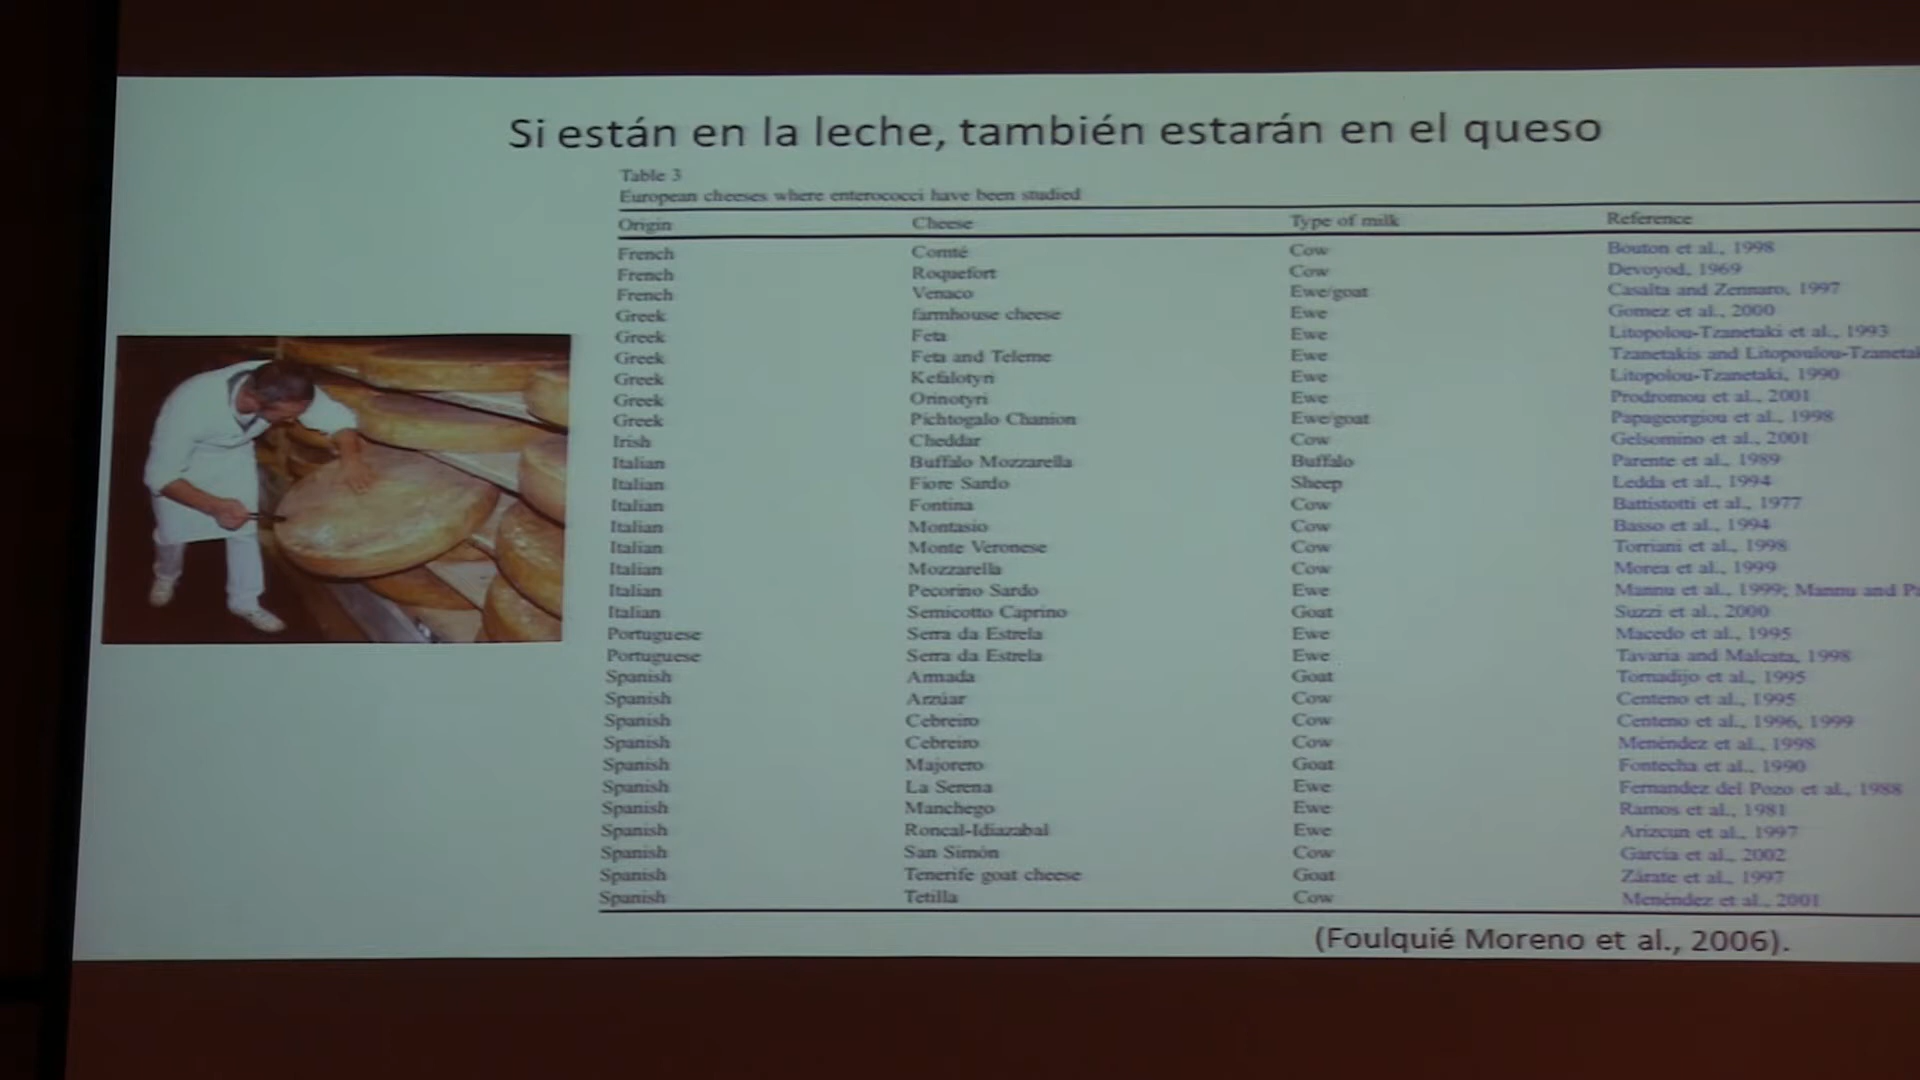 Si están en la leche, también estarán en el queso
Table 3
European cheeses where enterococci have been studied
Origin Cheese Type of milk Reference
French Comté Cow Bouton et al., 1998
French Roquefort Cow Devoyod, 1969
French Venaco Ewe/goat Casalta and Zennaro, 1997
Greek farmhouse cheese Ewe Gomez et al., 2000
Greek Feta Ewe Litopolou-Tzanetaki et al., 1993
Greek Feta and Teleme Ewe Tzanetakis and
Greek Kefalotyri Ewe Litopolou-Tzanetaki, 1990
Greek Orinotyri Ewe Prodromou et al., 2001
Greek Pichtogalo Chanion Ewe/goat Papageorgiou et al., 1998
Irish Cheddar Cow Gelsomino et al., 2001
Italian Buffalo Mozzarella Buffalo Parente et al., 1989
Italian Fiore Sardo Sheep Ledda et al., 1994
Italian Fontina Cow Battistotti et al., 1977
Italian Montasio Cow Basso et al., 1994
Italian Monte Veronese Cow Torriani et al., 1998
Italian Mozzarella Cow Morea et al., 1999
Italian Pecorino Sardo Ewe Mannu et al., 1999; Mannu and
Italian Semicotto Caprino Goat Suzzi et al., 2000
Portuguese Serra da Estrela Ewe Macedo et al., 1995
Portuguese Serra da Estrela Ewe Tavaria and Malcata, 1998
Spanish Armada Goat Tornadijo et al., 1995
Spanish Arzúar Cow Centeno et al., 1995
Spanish Cebreiro Cow Centeno et al., 1996, 1999
Spanish Cebreiro Cow Menéndez et al., 1998
Spanish Majorero Goat Fontecha et al., 1990
Spanish La Serena Ewe Fernandez del Pozo et al., 1988
Spanish Manchego Ewe Ramos et al., 1981
Spanish Roncal-Idiazabal Ewe Arizcun et al., 1997
Spanish San Simón Cow García et al., 2002
Spanish Tenerife goat cheese Goat Zárate et al., 1997
Spanish Tetilla Cow Menéndez et al., 2001
(Foulquié Moreno et al., 2006).